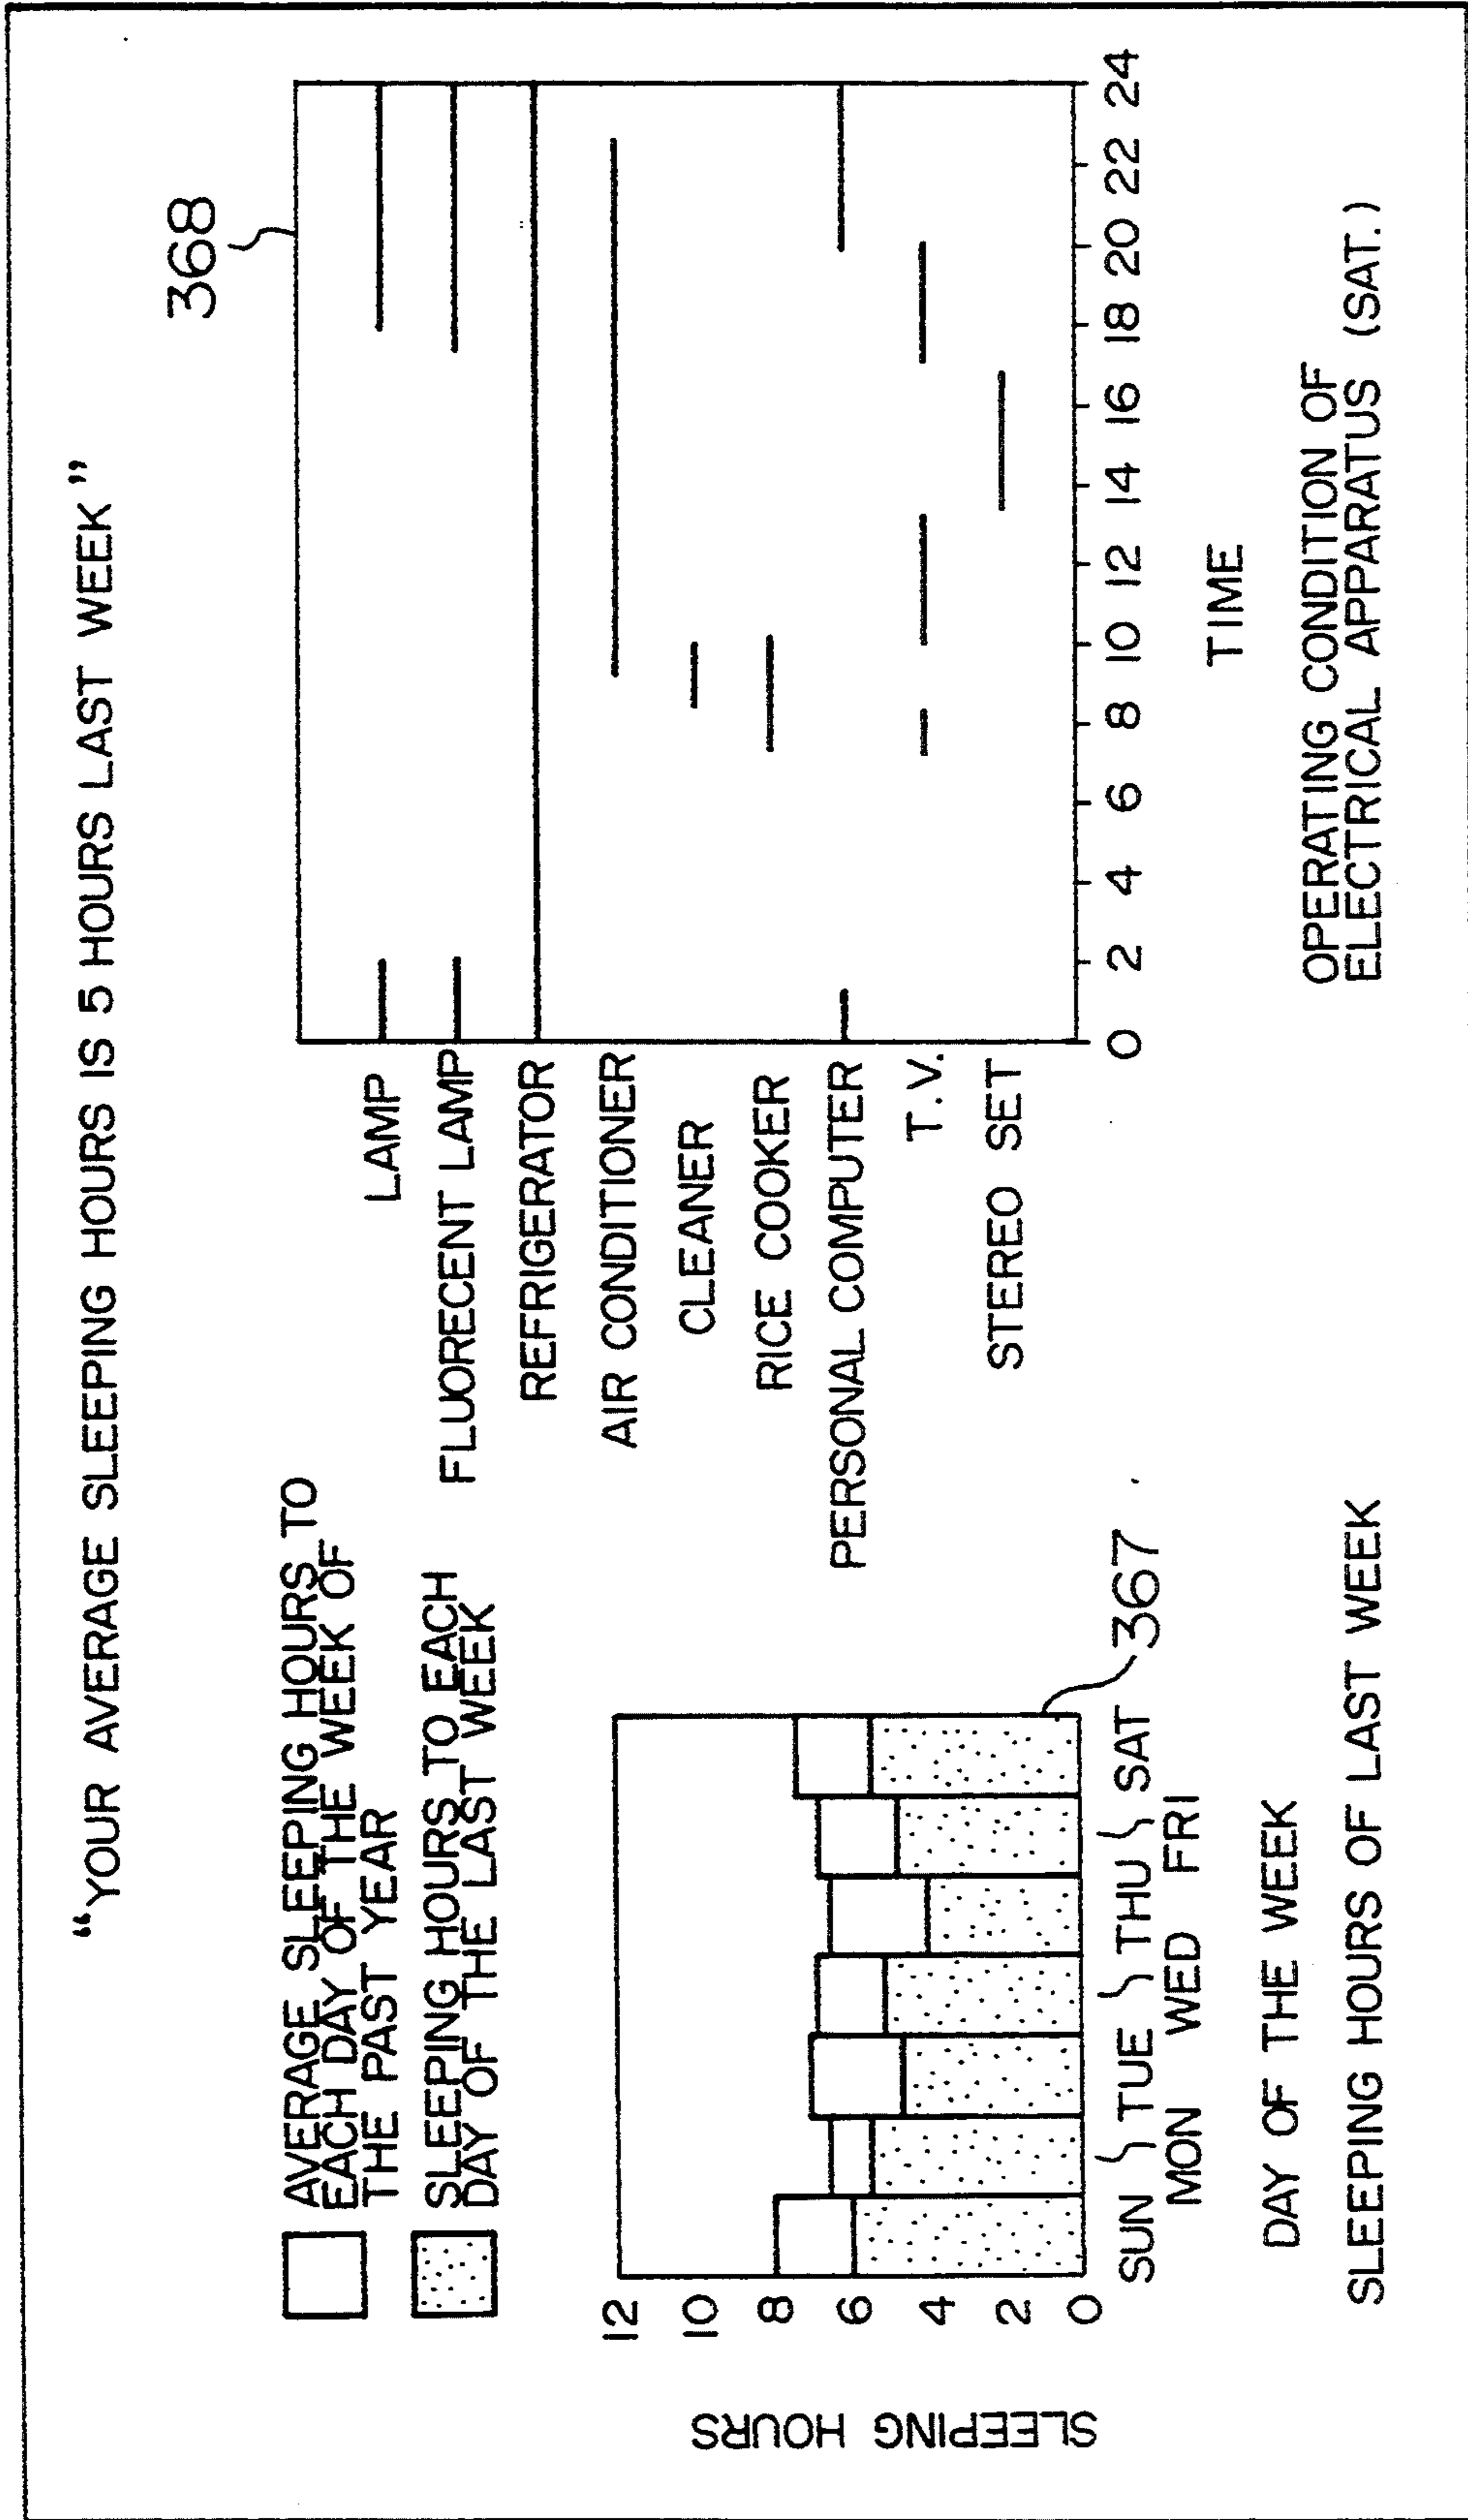 “YOUR AVERAGE SLEEPING HOURS IS 5 HOURS LAST WEEK”
AVERAGE SLEEPING HOURS TO
EACH DAY OF THE WEEK OF
THE PAST YEAR
SLEEPING HOURS TO EACH
DAY OF THE LAST WEEK
SLEEPING HOURS
12
10
8
6
4
2
0
SUN TUE THU SAT
MON WED FRI
367
DAY OF THE WEEK
SLEEPING HOURS OF LAST WEEK
368
LAMP
FLUORECENT LAMP
REFRIGERATOR
AIR CONDITIONER
CLEANER
RICE COOKER
PERSONAL COMPUTER
T.V.
STEREO SET
0 2 4 6 8 10 12 14 16 18 20 22 24
TIME
OPERATING CONDITION OF
ELECTRICAL APPARATUS (SAT.)